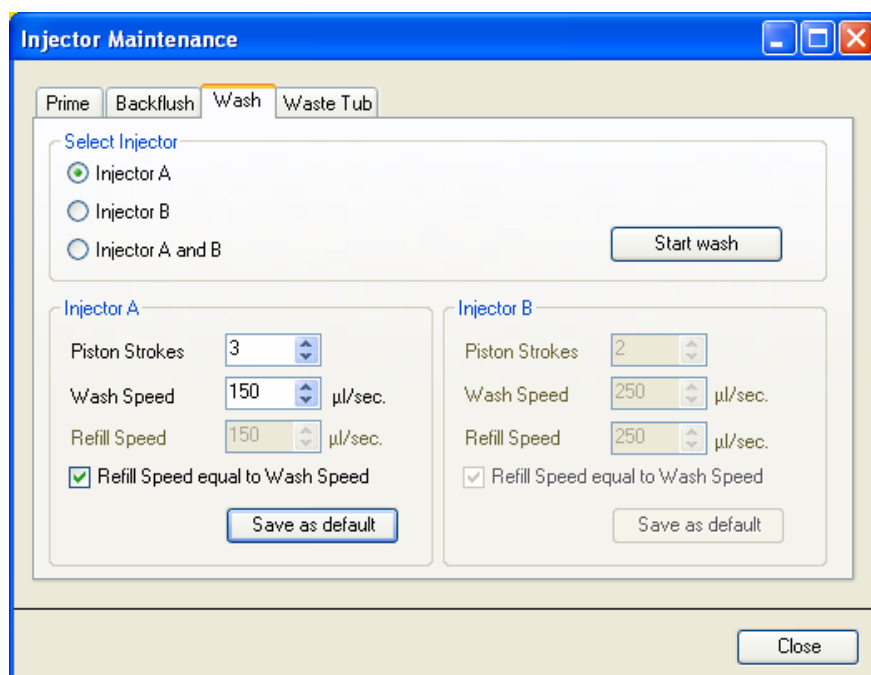 Injector Maintenance
Prime Backflush Wash Waste Tub
Select Injector
Injector A
Injector B
Injector A and B
Start wash
Injector A
Piston Strokes 3
Wash Speed 150 µl/sec.
Refill Speed 150 µl/sec.
Refill Speed equal to Wash Speed
Save as default
Injector B
Piston Strokes 2
Wash Speed 250 µl/sec.
Refill Speed 250 µl/sec.
Refill Speed equal to Wash Speed
Save as default
Close